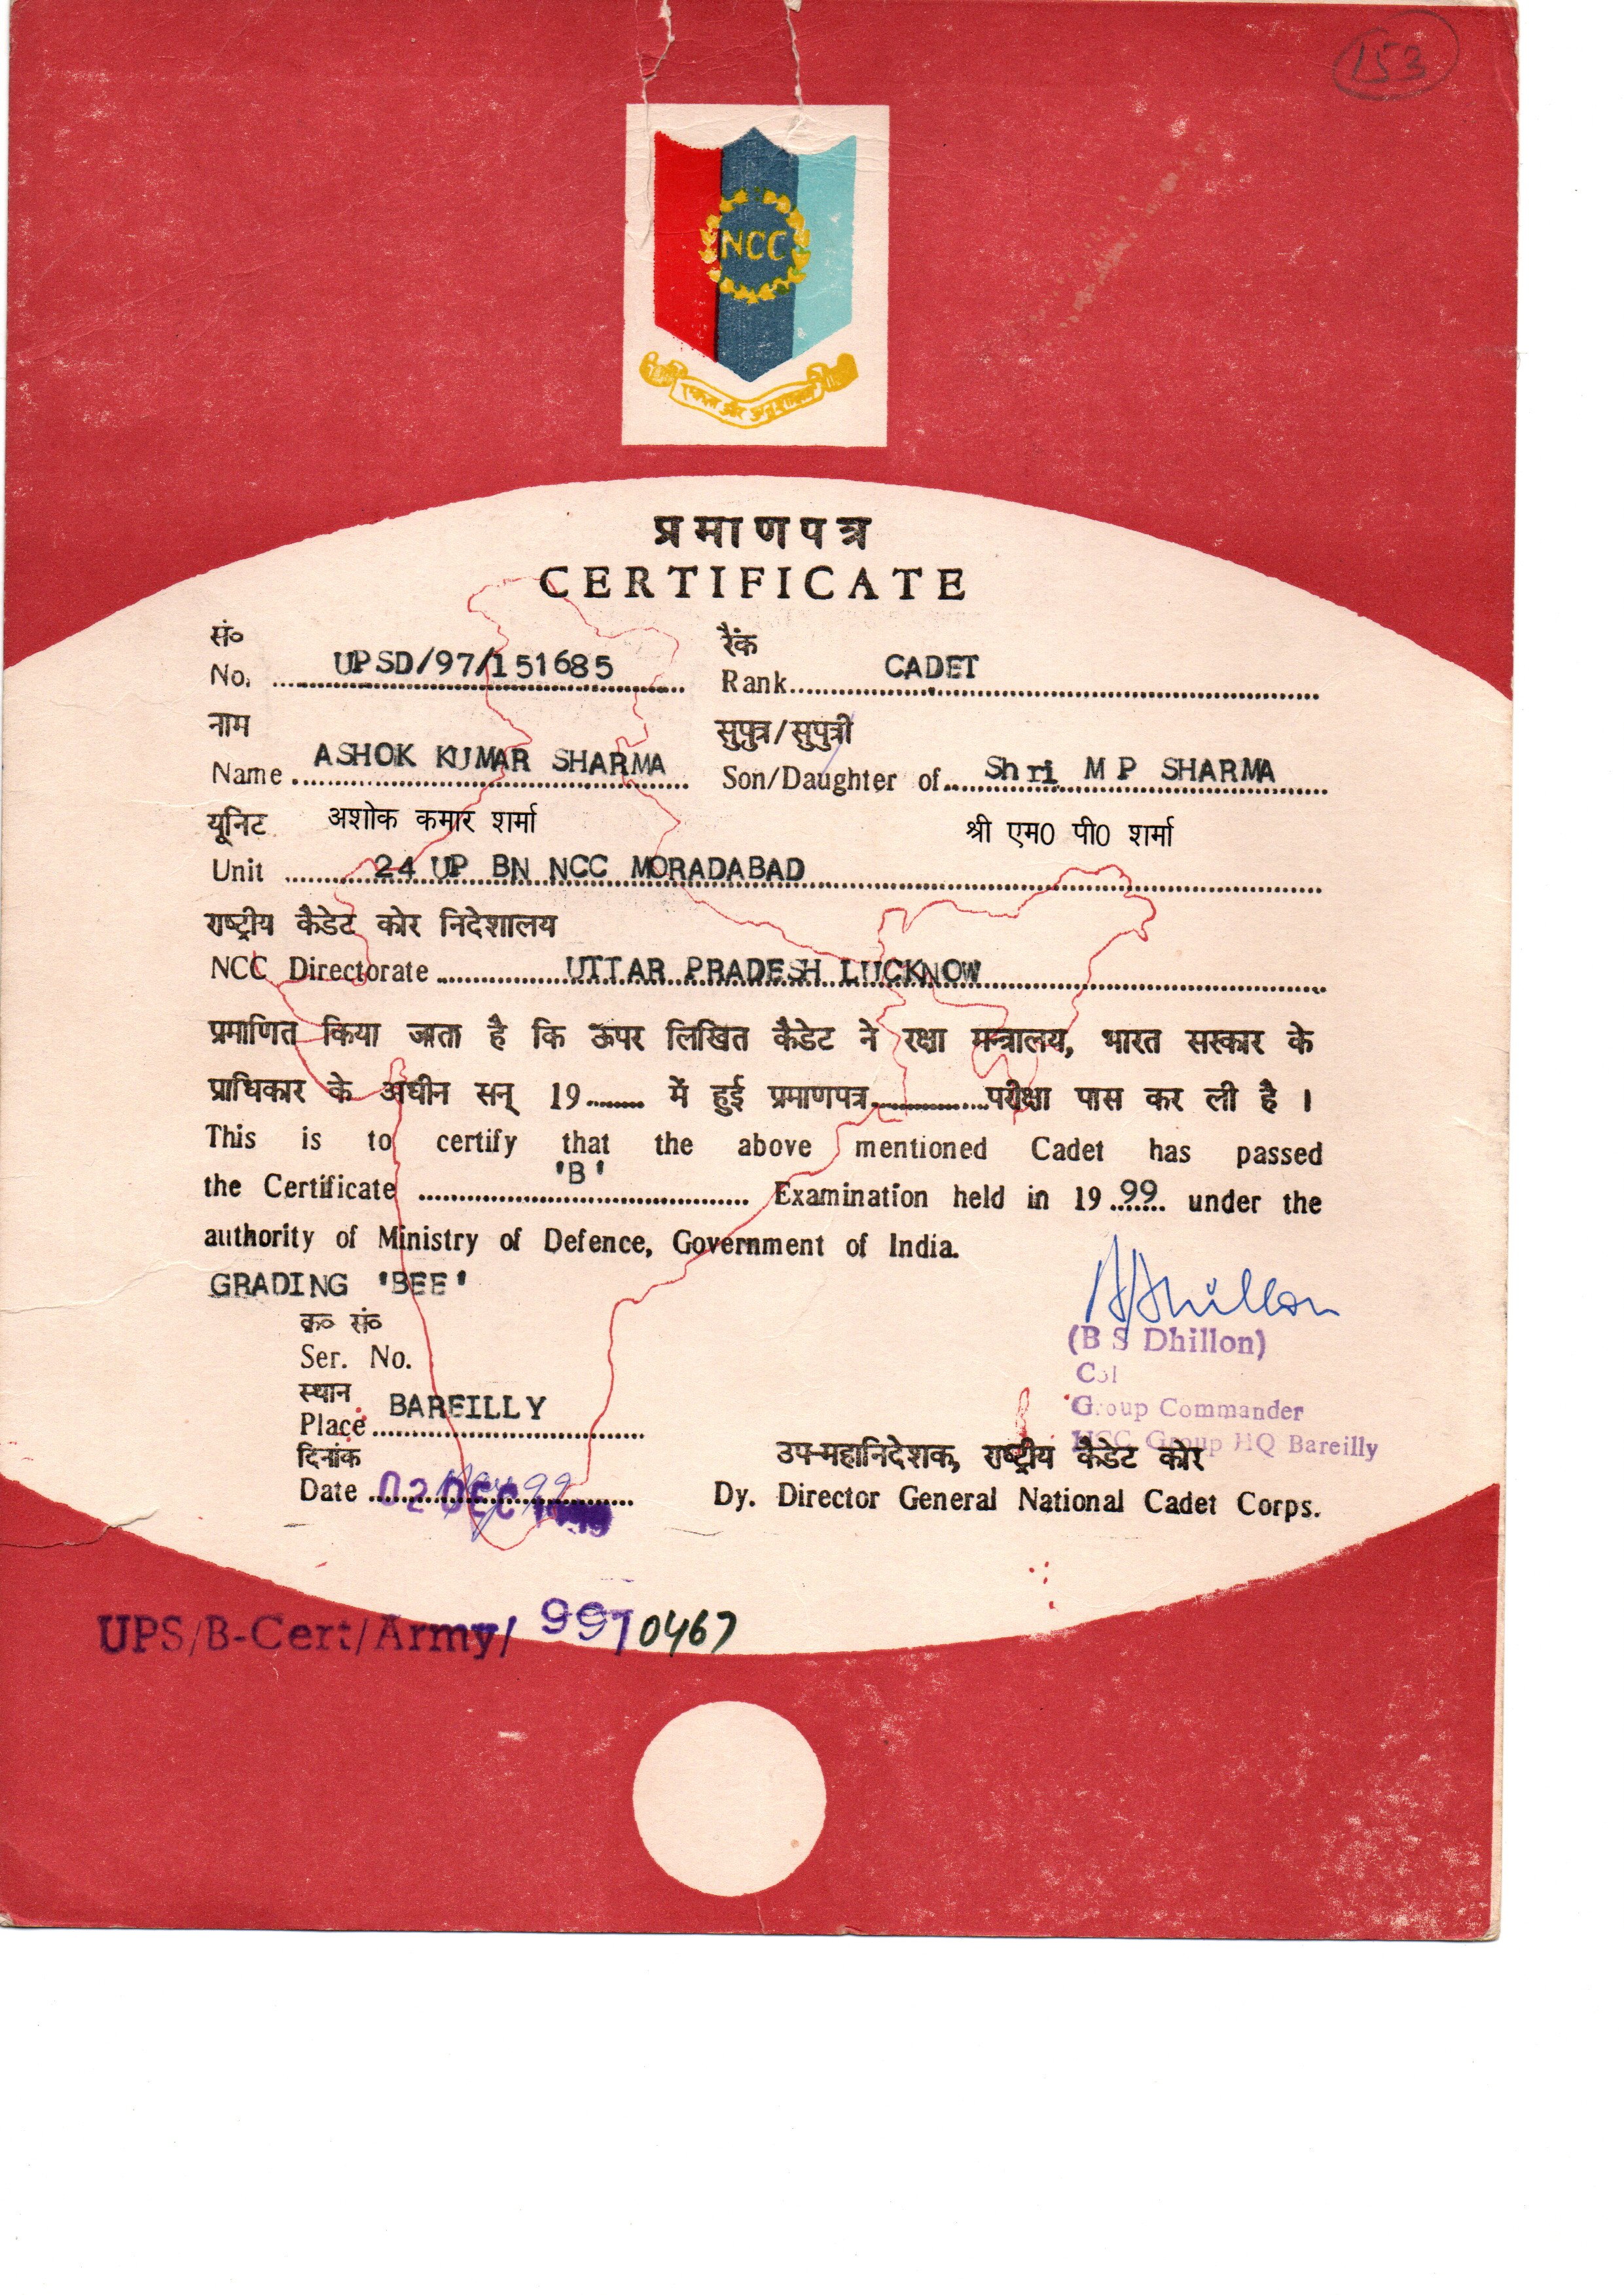 153
NCC
एकता और अनुशासन
प्रमाणपत्र
CERTIFICATE
सं० रैंक
No. UPSD/97/151685 Rank CADET
नाम सुपुत्र/सुपुत्री
Name ASHOK KUMAR SHARMA Son/Daughter of Shri M P SHARMA
यूनिट अशोक कमार शर्मा श्री एम0 पी0 शर्मा
Unit 24 UP BN NCC MORADABAD
राष्ट्रीय कैडेट कोर निदेशालय
NCC Directorate UTTAR PRADESH LUCKNOW
प्रमाणित किया जाता है कि ऊपर लिखित कैडेट ने रक्षा मन्त्रालय, भारत सरकार के
प्राधिकार के अधीन सन् 19........ में हुई प्रमाणपत्र................परीक्षा पास कर ली है ।
This is to certify that the above mentioned Cadet has passed
the Certificate 'B' Examination held in 19 99 under the
authority of Ministry of Defence, Government of India.
GRADING 'BEE'
क्र० सं०
Ser. No.
(B S Dhillon)
Col
स्थान
Place BAREILLY
Group Commander
NCC Group HQ Bareilly
दिनांक उप-महानिदेशक, राष्ट्रीय कैडेट कोर
Date 02 DEC Dy. Director General National Cadet Corps.
UPS/B-Cert/Army/ 99/0467